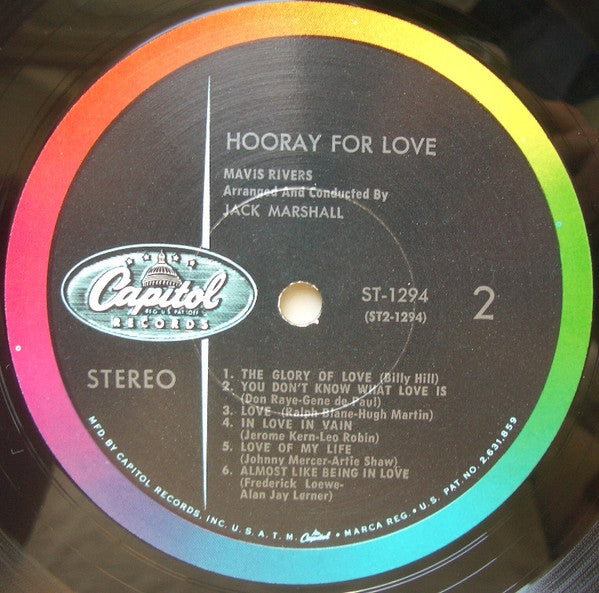 HOORAY FOR LOVE
MAVIS RIVERS
Arranged And Conducted By
JACK MARSHALL
Capitol
REG. U.S. PAT. OFF.
RECORDS
ST-1294
(ST2-1294)
2
STEREO
1. THE GLORY OF LOVE (Billy Hill)
2. YOU DON'T KNOW WHAT LOVE IS
(Don Raye-Gene de Paul)
3. LOVE (Ralph Blane-Hugh Martin)
4. IN LOVE IN VAIN
(Jerome Kern-Leo Robin)
5. LOVE OF MY LIFE
(Johnny Mercer-Artie Shaw)
6. ALMOST LIKE BEING IN LOVE
(Frederick Loewe-
Alan Jay Lerner)
MFD. BY CAPITOL RECORDS, INC. U.S.A. T.M. Capitol • MARCA REG. • U.S. PAT. NO. 2,631,859